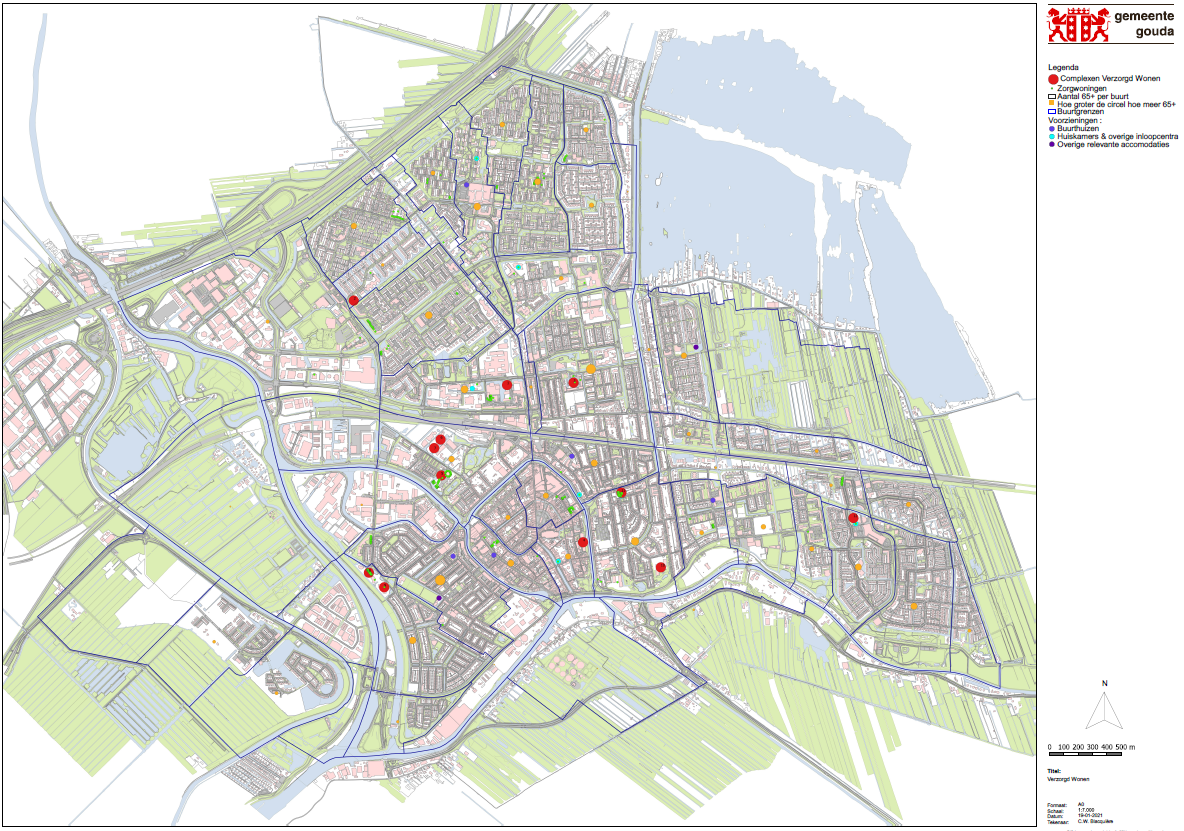 gemeente
gouda
Legenda
Complexen Verzorgd Wonen
Zorgwoningen
Aantal 65+ per buurt
Hoe groter de circel hoe meer 65+
Buurtgrenzen
Voorzieningen :
Buurthuizen
Huiskamers & overige inloopcentra
Overige relevante accomodaties
N
0 100 200 300 400 500 m
Titel:
Verzorgd Wonen
Formaat: A0
Schaal: 1:7.000
Datum: 19-01-2021
Tekenaar: C.W. Blacquière